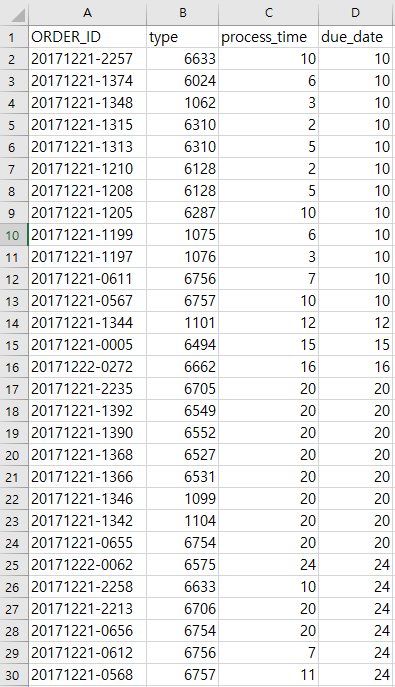 A B C D
1 ORDER_ID type process_time due_date
2 20171221-2257 6633 10 10
3 20171221-1374 6024 6 10
4 20171221-1348 1062 3 10
5 20171221-1315 6310 2 10
6 20171221-1313 6310 5 10
7 20171221-1210 6128 2 10
8 20171221-1208 6128 5 10
9 20171221-1205 6287 10 10
10 20171221-1199 1075 6 10
11 20171221-1197 1076 3 10
12 20171221-0611 6756 7 10
13 20171221-0567 6757 10 10
14 20171221-1344 1101 12 12
15 20171221-0005 6494 15 15
16 20171222-0272 6662 16 16
17 20171221-2235 6705 20 20
18 20171221-1392 6549 20 20
19 20171221-1390 6552 20 20
20 20171221-1368 6527 20 20
21 20171221-1366 6531 20 20
22 20171221-1346 1099 20 20
23 20171221-1342 1104 20 20
24 20171221-0655 6754 20 20
25 20171222-0062 6575 24 24
26 20171221-2258 6633 10 24
27 20171221-2213 6706 20 24
28 20171221-0656 6754 20 24
29 20171221-0612 6756 7 24
30 20171221-0568 6757 11 24